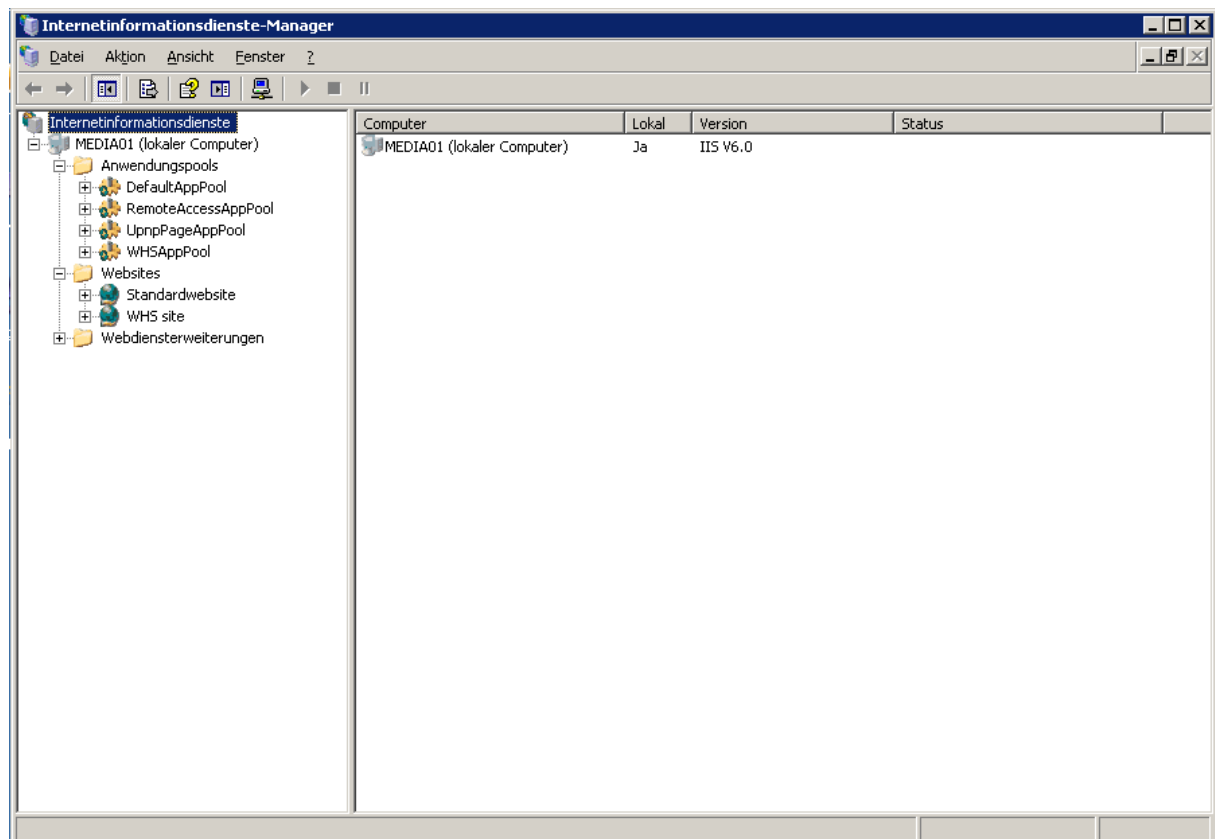 Internetinformationsdienste-Manager
Datei Aktion Ansicht Fenster ?
Internetinformationsdienste
MEDIA01 (lokaler Computer)
Anwendungspools
DefaultAppPool
RemoteAccessAppPool
UpnpPageAppPool
WHSAppPool
Websites
Standardwebsite
WHS site
Webdiensterweiterungen
Computer Lokal Version Status
MEDIA01 (lokaler Computer) Ja IIS V6.0